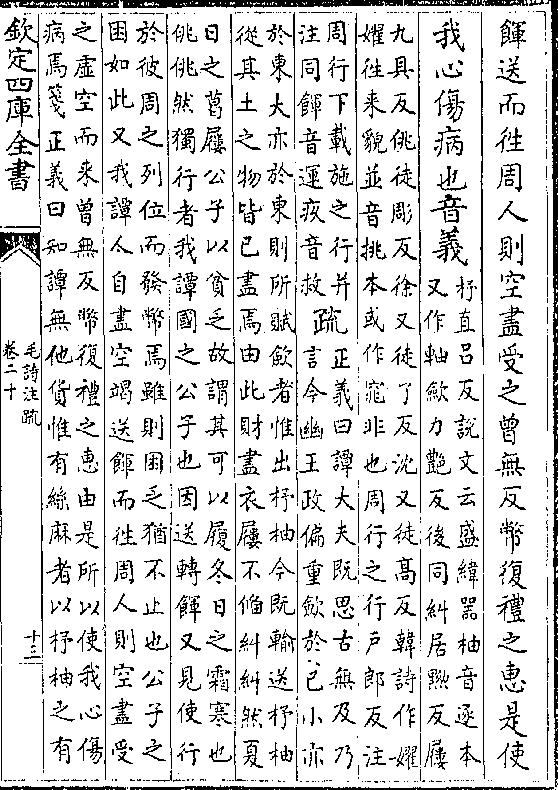 餫送而徃周人則空盡受之曽無反幣復禮之惠是使
我心傷病也音義杼直吕反說文云盛緯器柚音逐本
又作軸歛力艷反後同糾居黝反屨
九具反佻徒彫反徐又徒了反沈又徒髙反韓詩作嬥
嬥徃来貌並音挑本或作窕非也周行之行户郎反注
周行下載施之行并
注同餫音運疚音救
疏正義曰譚大夫既思古無及乃
言今幽王政偏重歛於已小亦
於東大亦於東則所賦歛者惟出杼柚今既輸送杼柚
從其土之物皆已盡焉由此財盡衣屨不偹糾糾然夏
日之葛屨公子以貧乏故謂其可以履冬日之霜寒也
佻佻然獨行者我譚國之公子也因送轉餫又見使行
於彼周之列位而發幣焉雖則困乏猶不止也公子之
困如此又我譚人自盡空竭送餫而徃周人則空盡受
之虚空而来曽無反幣復禮之惠由是所以使我心傷
病焉箋正義曰知譚無他貨惟有絲麻者以杼柚之有
欽定四庫全書
毛詩注疏
卷二十
十三